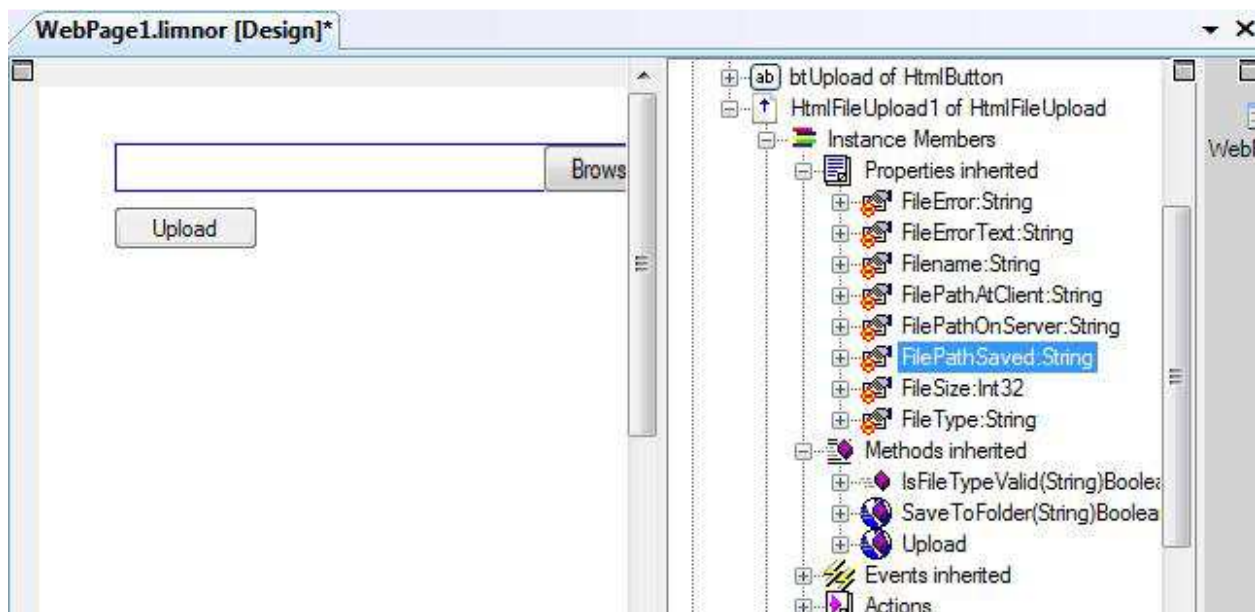 WebPage1.limnor [Design]*
Brows
Upload
ab btUpload of HtmlButton
HtmlFileUpload1 of HtmlFileUpload
Instance Members
Properties inherited
FileError:String
FileErrorText:String
Filename:String
FilePathAtClient:String
FilePathOnServer:String
FilePathSaved:String
FileSize:Int32
FileType:String
Methods inherited
IsFileTypeValid(String)Boolea
SaveToFolder(String)Boolea
Upload
Events inherited
Actions